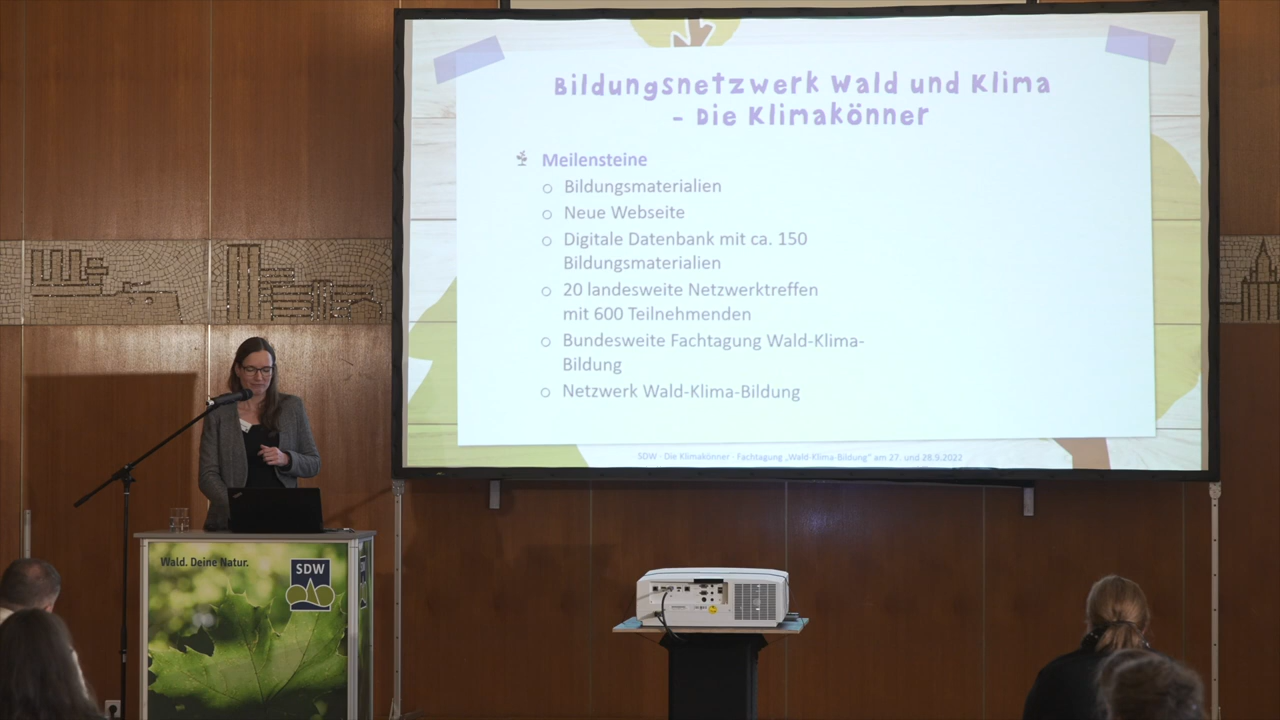 Bildungsnetzwerk Wald und Klima
- Die Klimakönner
Meilensteine
Bildungsmaterialien
Neue Webseite
Digitale Datenbank mit ca. 150
Bildungsmaterialien
20 landesweite Netzwerktreffen
mit 600 Teilnehmenden
Bundesweite Fachtagung Wald-Klima-
Bildung
Netzwerk Wald-Klima-Bildung
SDW - Die Klimakönner - Fachtagung „Wald-Klima-Bildung" am 27. und 28.9.2022
Wald. Deine Natur.
SDW